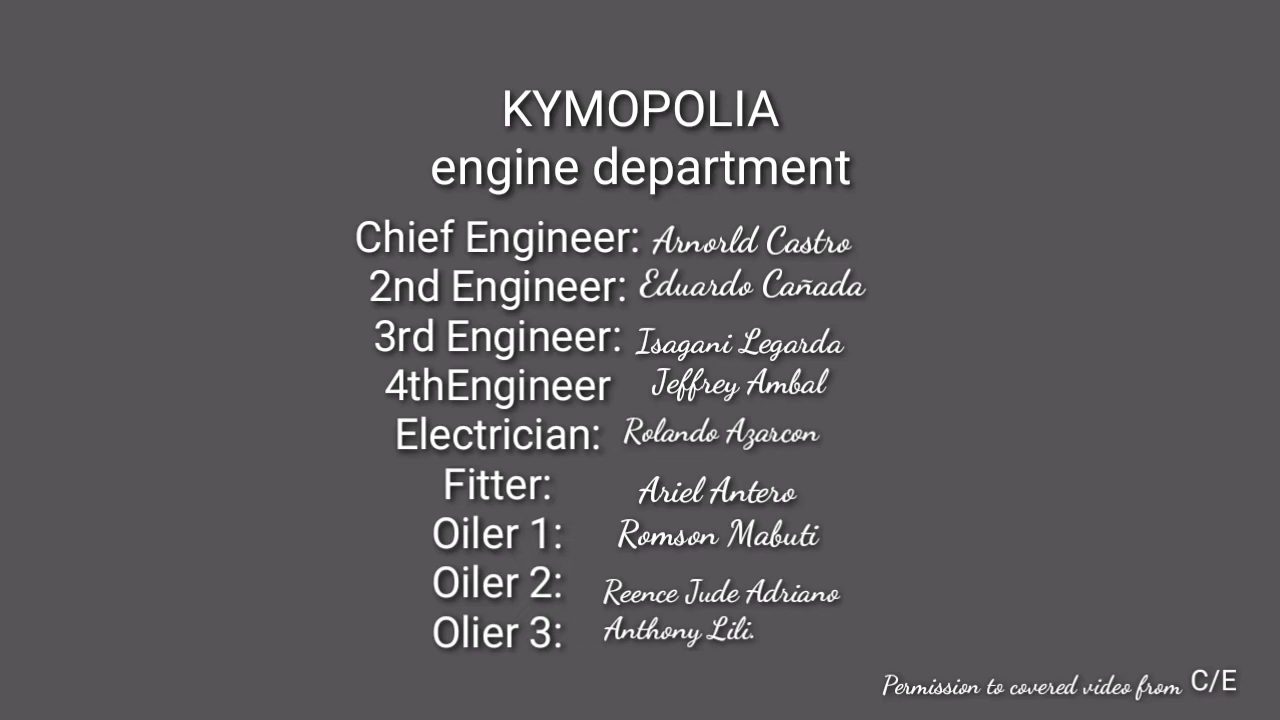 KYMOPOLIA
engine department
Chief Engineer: Arnorld Castro
2nd Engineer: Eduardo Cañada
3rd Engineer: Isagani Legarda
4thEngineer Jeffrey Ambal
Electrician: Rolando Azarcon
Fitter: Ariel Antero
Oiler 1: Romson Mabuti
Oiler 2: Reence Jude Adriano
Olier 3: Anthony Lili.
Permission to covered video from C/E